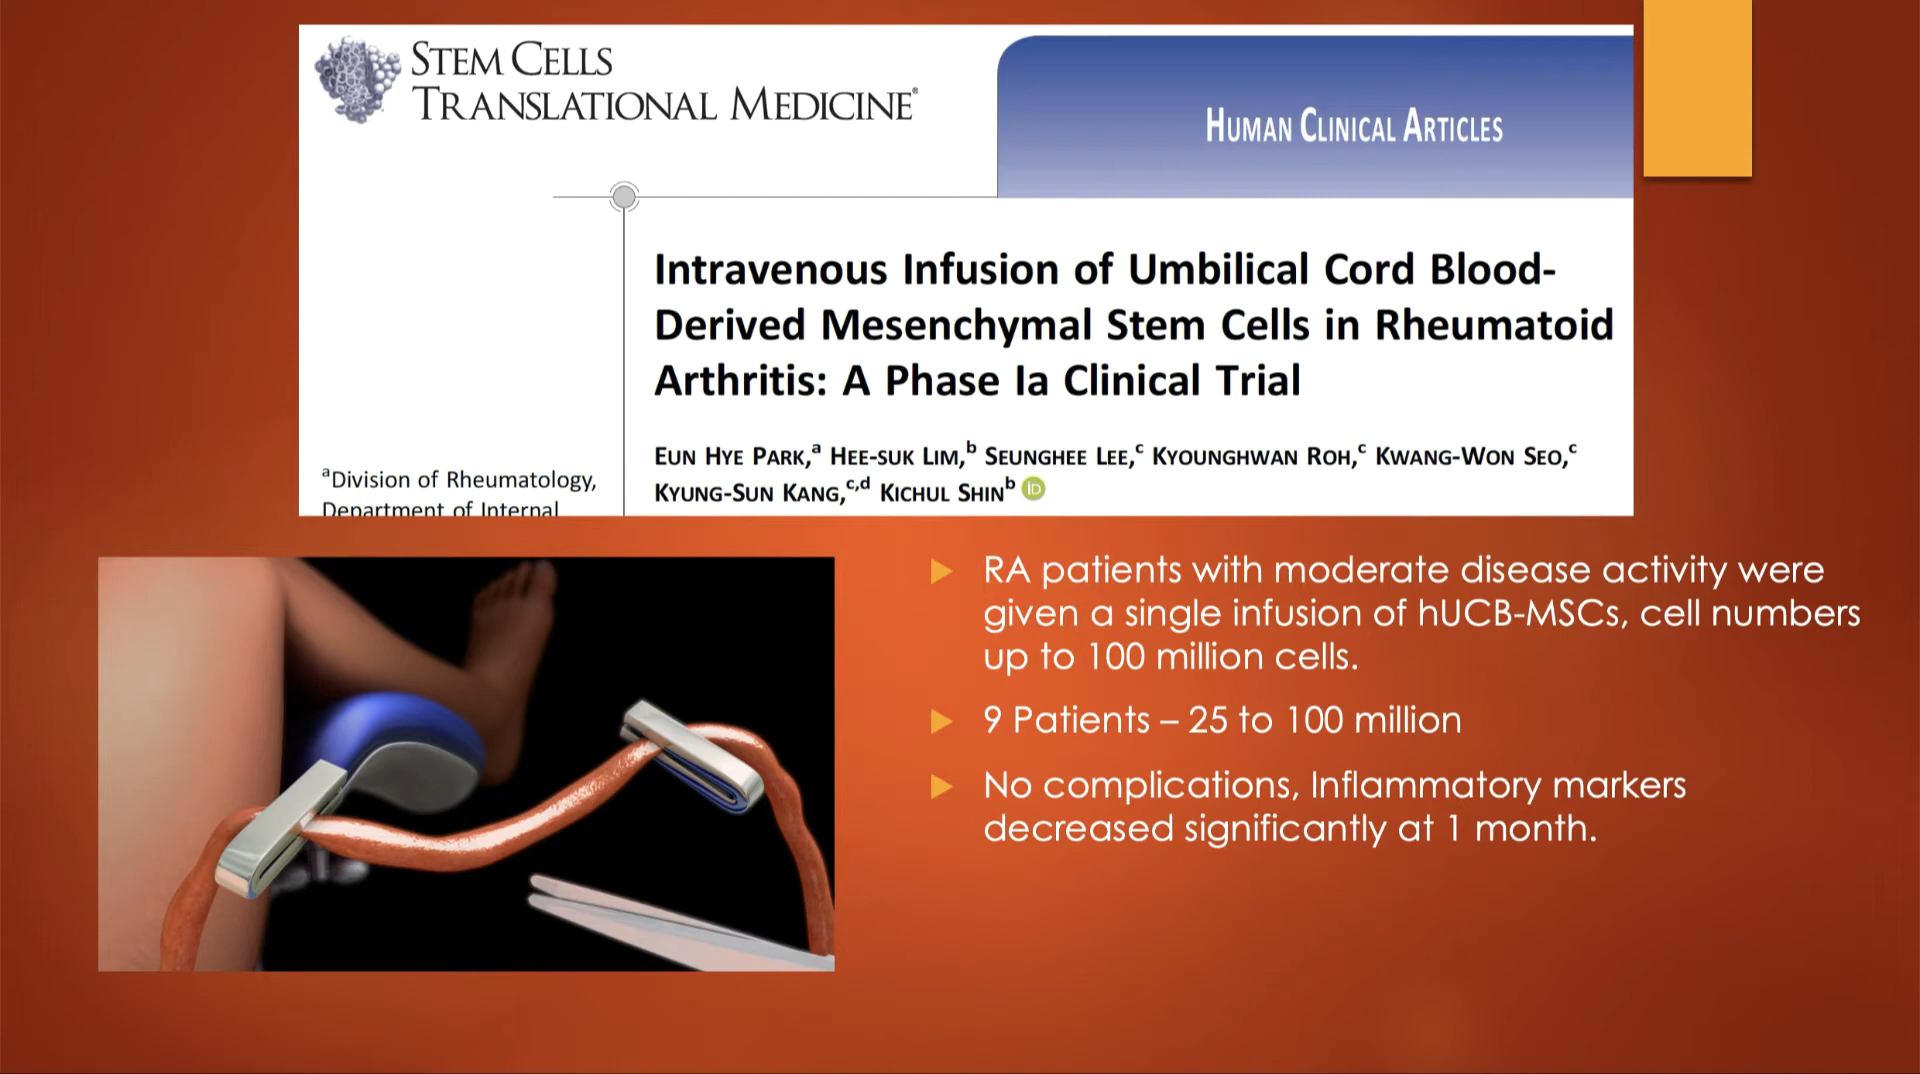 STEM CELLS
TRANSLATIONAL MEDICINE®
HUMAN CLINICAL ARTICLES
Intravenous Infusion of Umbilical Cord Blood-
Derived Mesenchymal Stem Cells in Rheumatoid
Arthritis: A Phase Ia Clinical Trial
EUN HYE PARK,a HEE-SUK LIM,b SEUNGHEE LEE,c KYOUNGHWAN ROH,c KWANG-WON SEO,c
KYUNG-SUN KANG,c,d KICHUL SHINb iD
aDivision of Rheumatology,
Department of Internal
▶ RA patients with moderate disease activity were
given a single infusion of hUCB-MSCs, cell numbers
up to 100 million cells.
▶ 9 Patients – 25 to 100 million
▶ No complications, Inflammatory markers
decreased significantly at 1 month.